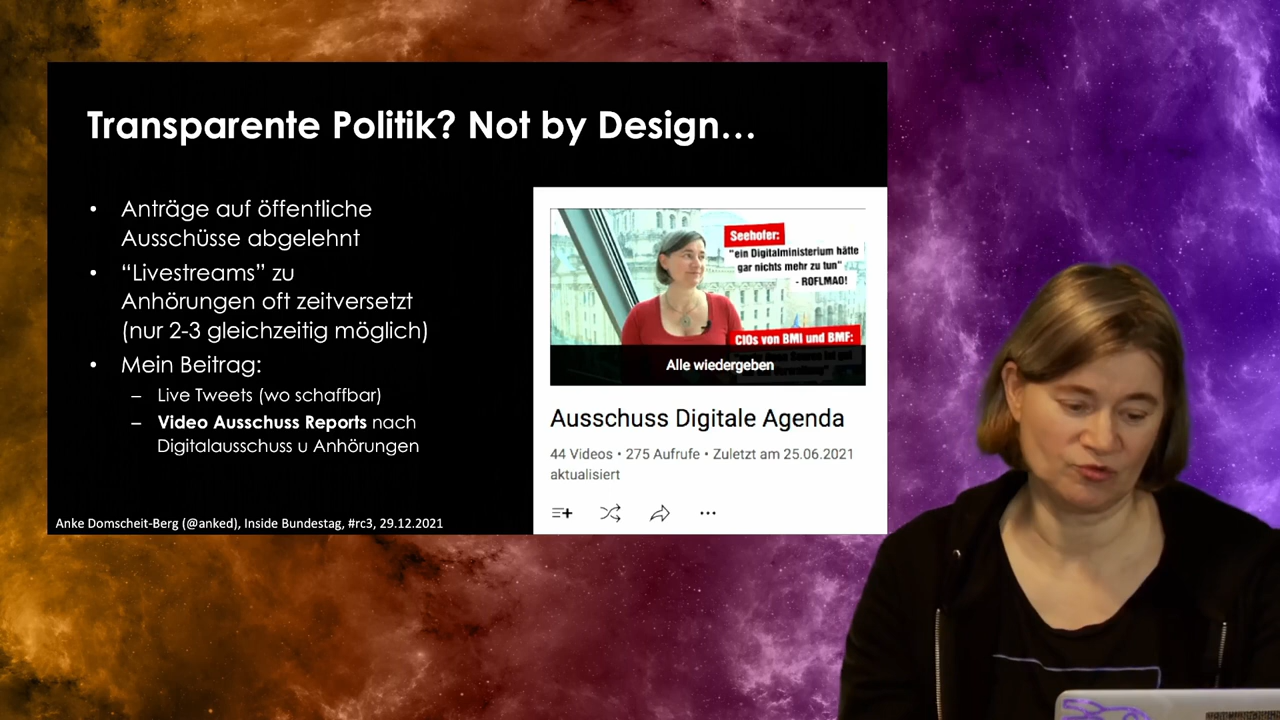 Transparente Politik? Not by Design...
• Anträge auf öffentliche
Ausschüsse abgelehnt
• “Livestreams” zu
Anhörungen oft zeitversetzt
(nur 2-3 gleichzeitig möglich)
• Mein Beitrag:
– Live Tweets (wo schaffbar)
– Video Ausschuss Reports nach
Digitalausschuss u Anhörungen
Anke Domscheit-Berg (@anked), Inside Bundestag, #rc3, 29.12.2021
Seehofer:
"ein Digitalministerium hätte
gar nichts mehr zu tun"
- ROFLMAO!
CIOs von BMI und BMF:
Alle wiedergeben
Ausschuss Digitale Agenda
44 Videos • 275 Aufrufe • Zuletzt am 25.06.2021
aktualisiert